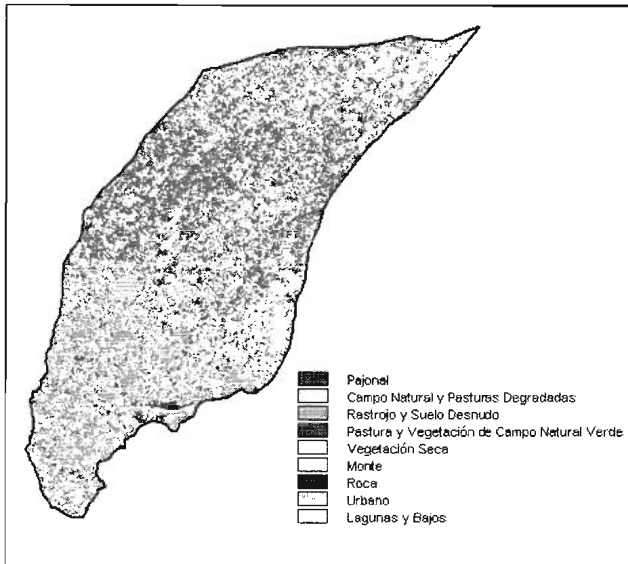 Pajonal
Campo Natural y Pasturas Degradadas
Rastrojo y Suelo Desnudo
Pastura y Vegetación de Campo Natural Verde
Vegetación Seca
Monte
Roca
Urbano
Lagunas y Bajos